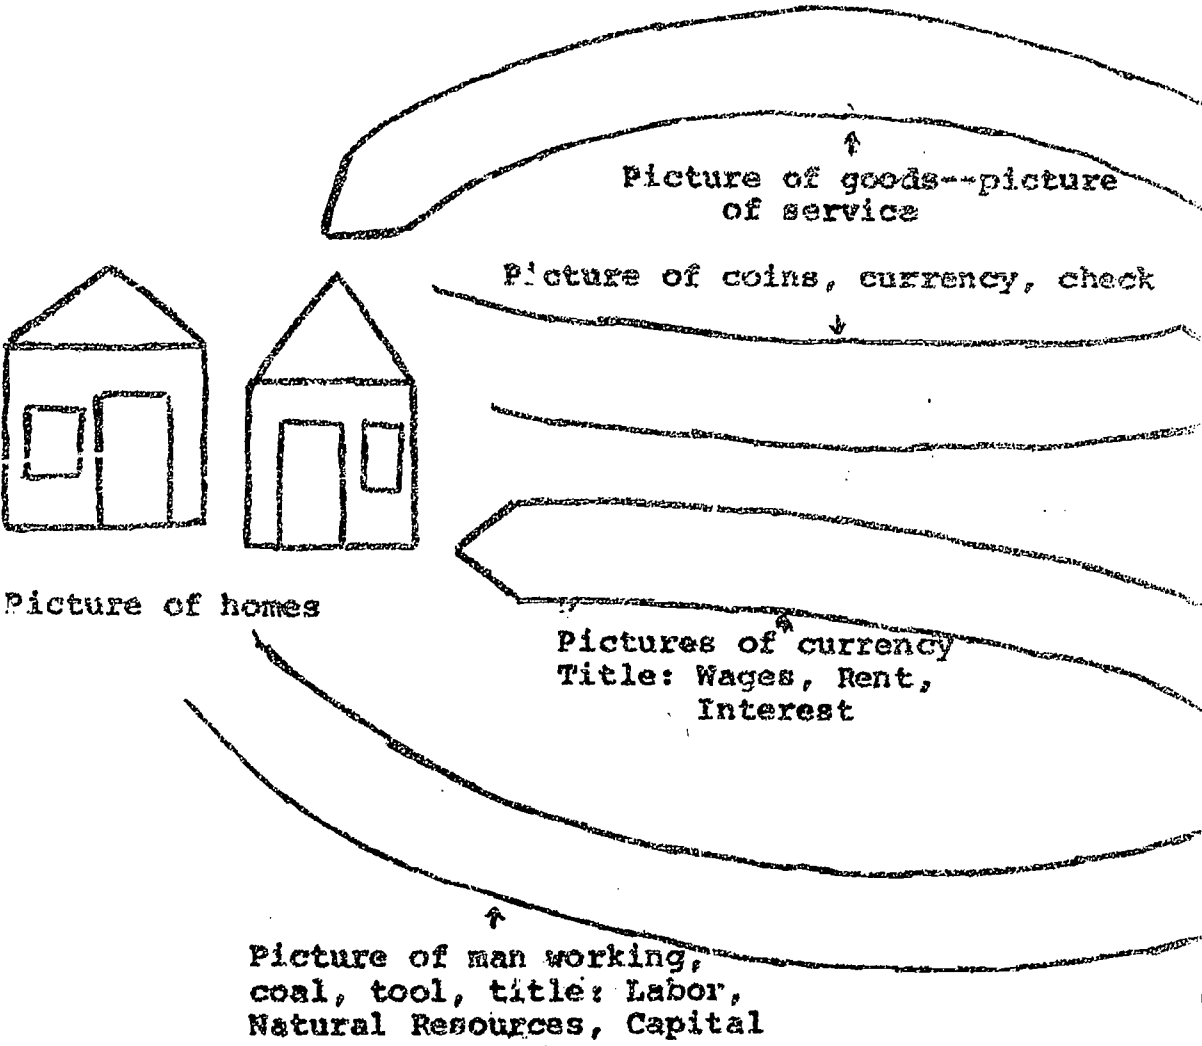 Picture of goods--picture
of service
Picture of coins, currency, check
Picture of homes
Pictures of currency
Title: Wages, Rent,
Interest
Picture of man working,
coal, tool, title: Labor,
Natural Resources, Capital